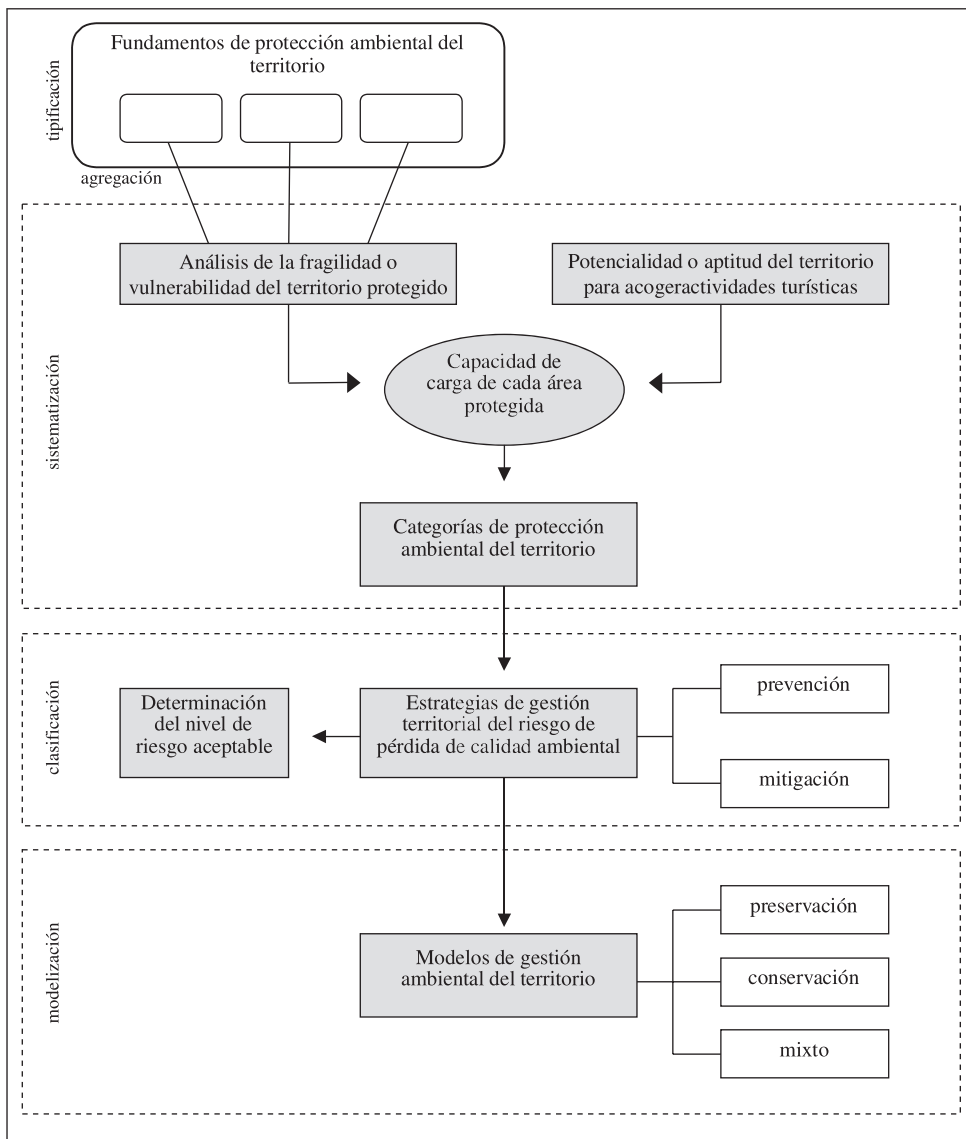 tipificación
Fundamentos de protección ambiental del
territorio
agregación
sistematización
Análisis de la fragilidad o
vulnerabilidad del territorio protegido
Potencialidad o aptitud del territorio
para acogeractividades turísticas
Capacidad de
carga de cada área
protegida
Categorías de protección
ambiental del territorio
clasificación
Determinación
del nivel de
riesgo aceptable
Estrategias de gestión
territorial del riesgo de
pérdida de calidad ambiental
prevención
mitigación
modelización
Modelos de gestión
ambiental del territorio
preservación
conservación
mixto